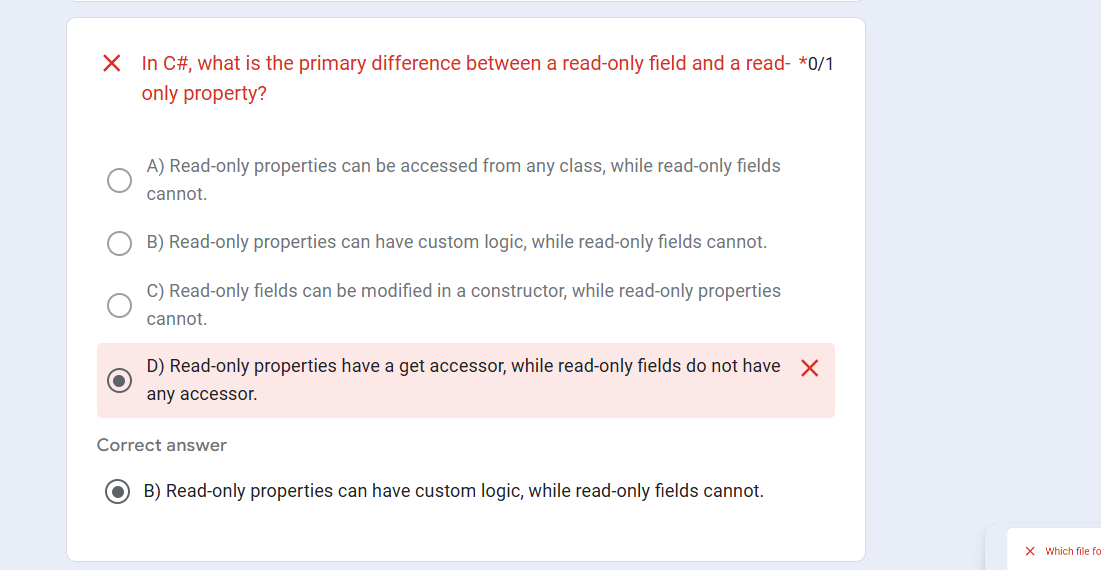 In C#, what is the primary difference between a read-only field and a read- *0/1
only property?
A) Read-only properties can be accessed from any class, while read-only fields
cannot.
B) Read-only properties can have custom logic, while read-only fields cannot.
C) Read-only fields can be modified in a constructor, while read-only properties
cannot.
D) Read-only properties have a get accessor, while read-only fields do not have
any accessor.
Correct answer
B) Read-only properties can have custom logic, while read-only fields cannot.
Which file fo